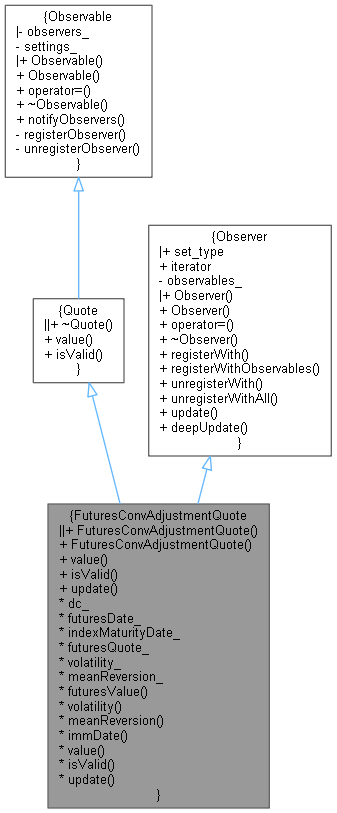 {Observable
|- observers_
- settings_
|+ Observable()
+ Observable()
+ operator=()
+ ~Observable()
+ notifyObservers()
- registerObserver()
- unregisterObserver()
}
{Observer
|+ set_type
+ iterator
- observables_
|+ Observer()
+ Observer()
+ operator=()
+ ~Observer()
+ registerWith()
+ registerWithObservables()
+ unregisterWith()
+ unregisterWithAll()
+ update()
+ deepUpdate()
}
{Quote
||+ ~Quote()
+ value()
+ isValid()
}
{FuturesConvAdjustmentQuote
||+ FuturesConvAdjustmentQuote()
+ FuturesConvAdjustmentQuote()
+ value()
+ isValid()
+ update()
* dc_
* futuresDate_
* indexMaturityDate_
* futuresQuote_
* volatility_
* meanReversion_
* futuresValue()
* volatility()
* meanReversion()
* immDate()
* value()
* isValid()
* update()
}